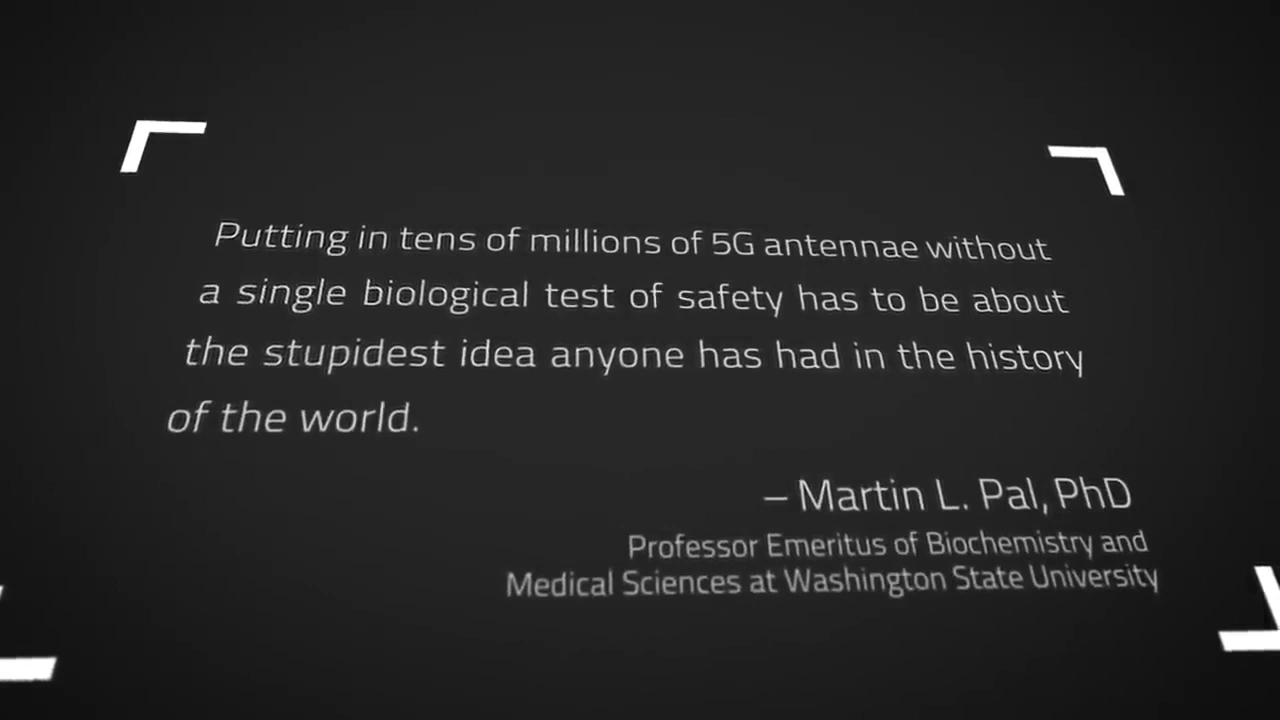 Putting in tens of millions of 5G antennae without
a single biological test of safety has to be about
the stupidest idea anyone has had in the history
of the world.
– Martin L. Pal, PhD
Professor Emeritus of Biochemistry and
Medical Sciences at Washington State University